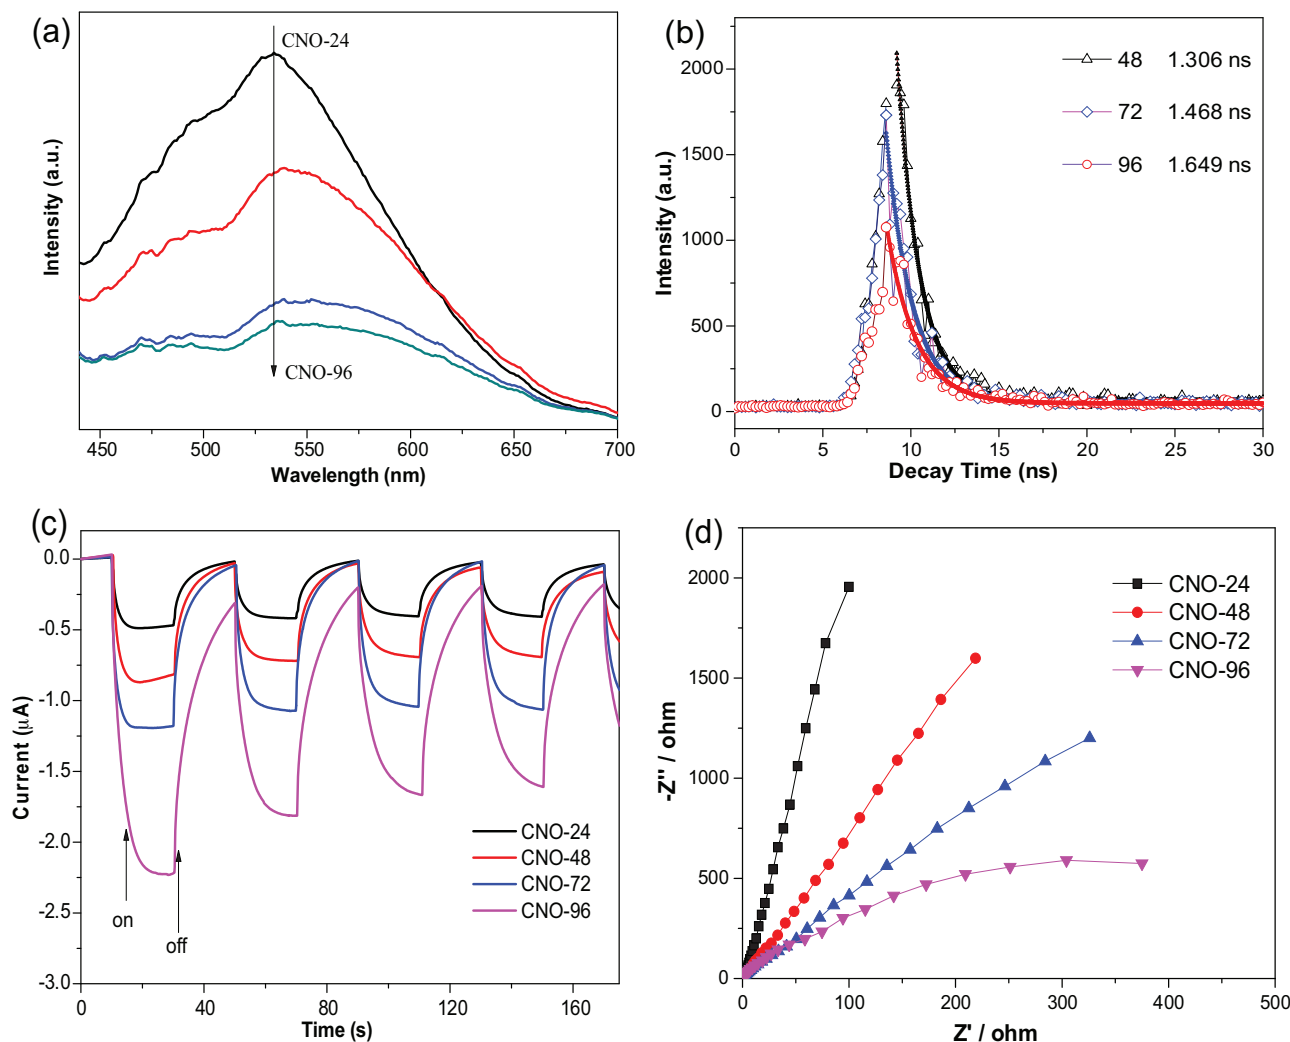 (a)
CNO-24
CNO-96
Intensity (a.u.)
450 500 550 600 650 700
Wavelength (nm)
(b)
48 1.306 ns
72 1.468 ns
96 1.649 ns
2000
1500
1000
500
0
Intensity (a.u.)
0 5 10 15 20 25 30
Decay Time (ns)
(c)
0.0
-0.5
-1.0
-1.5
-2.0
-2.5
-3.0
Current (μA)
on
off
CNO-24
CNO-48
CNO-72
CNO-96
0 40 80 120 160
Time (s)
(d)
2000
1500
1000
500
0
-Z'' / ohm
CNO-24
CNO-48
CNO-72
CNO-96
0 100 200 300 400 500
Z' / ohm